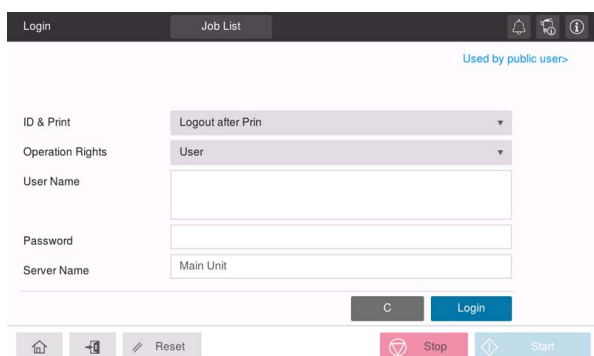 Login
Job List
Used by public user>
ID & Print
Logout after Prin
Operation Rights
User
User Name
Password
Server Name
Main Unit
C
Login
Reset
Stop
Start